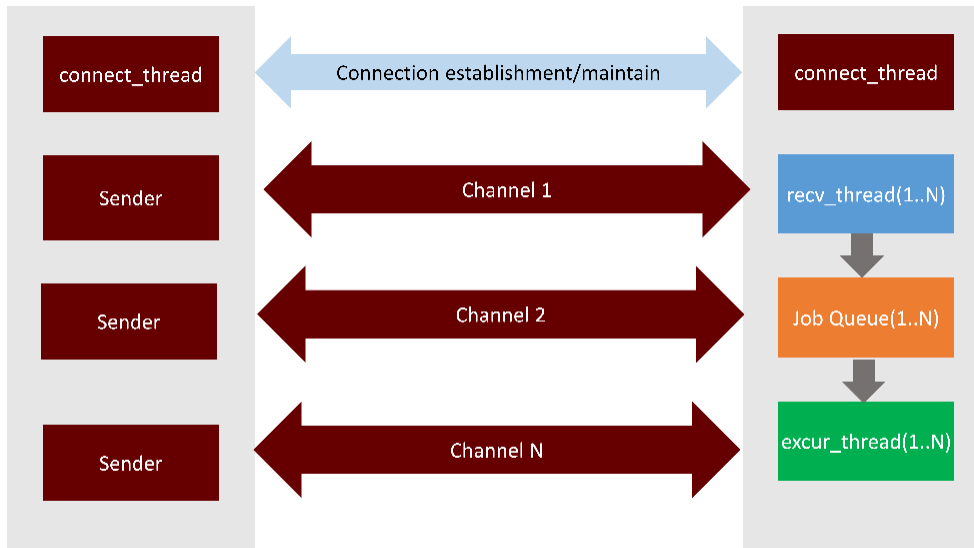 connect_thread
Connection establishment/maintain
connect_thread
Sender
Channel 1
recv_thread(1..N)
Sender
Channel 2
Job Queue(1..N)
Sender
Channel N
excur_thread(1..N)